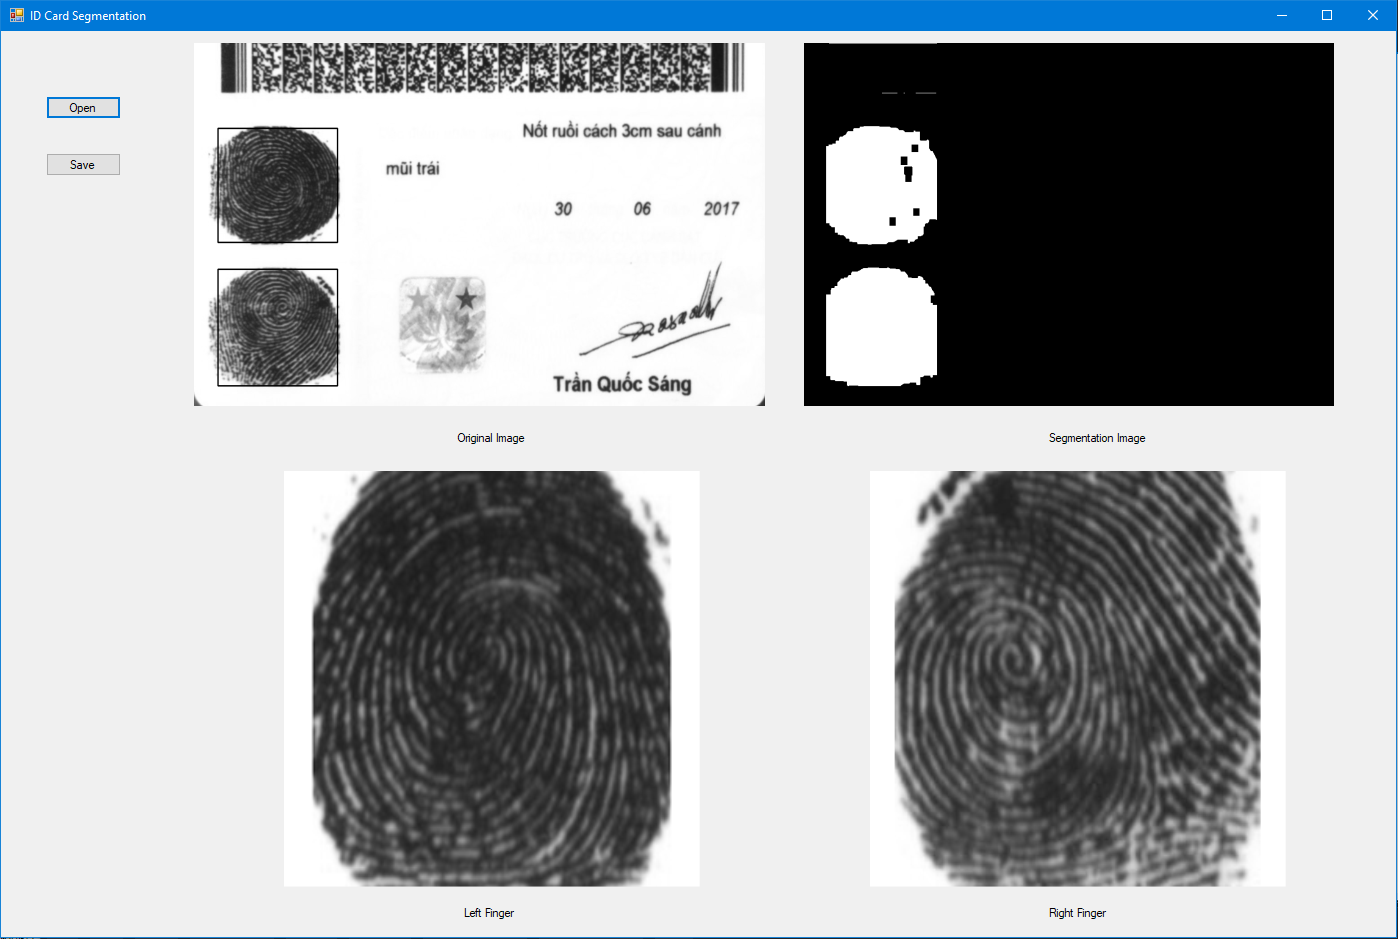 ID Card Segmentation
Open
Save
Nốt ruồi cách 3cm sau cánh
mũi trái
30 06 2017
Trần Quốc Sáng
Original Image
Segmentation Image
Left Finger
Right Finger